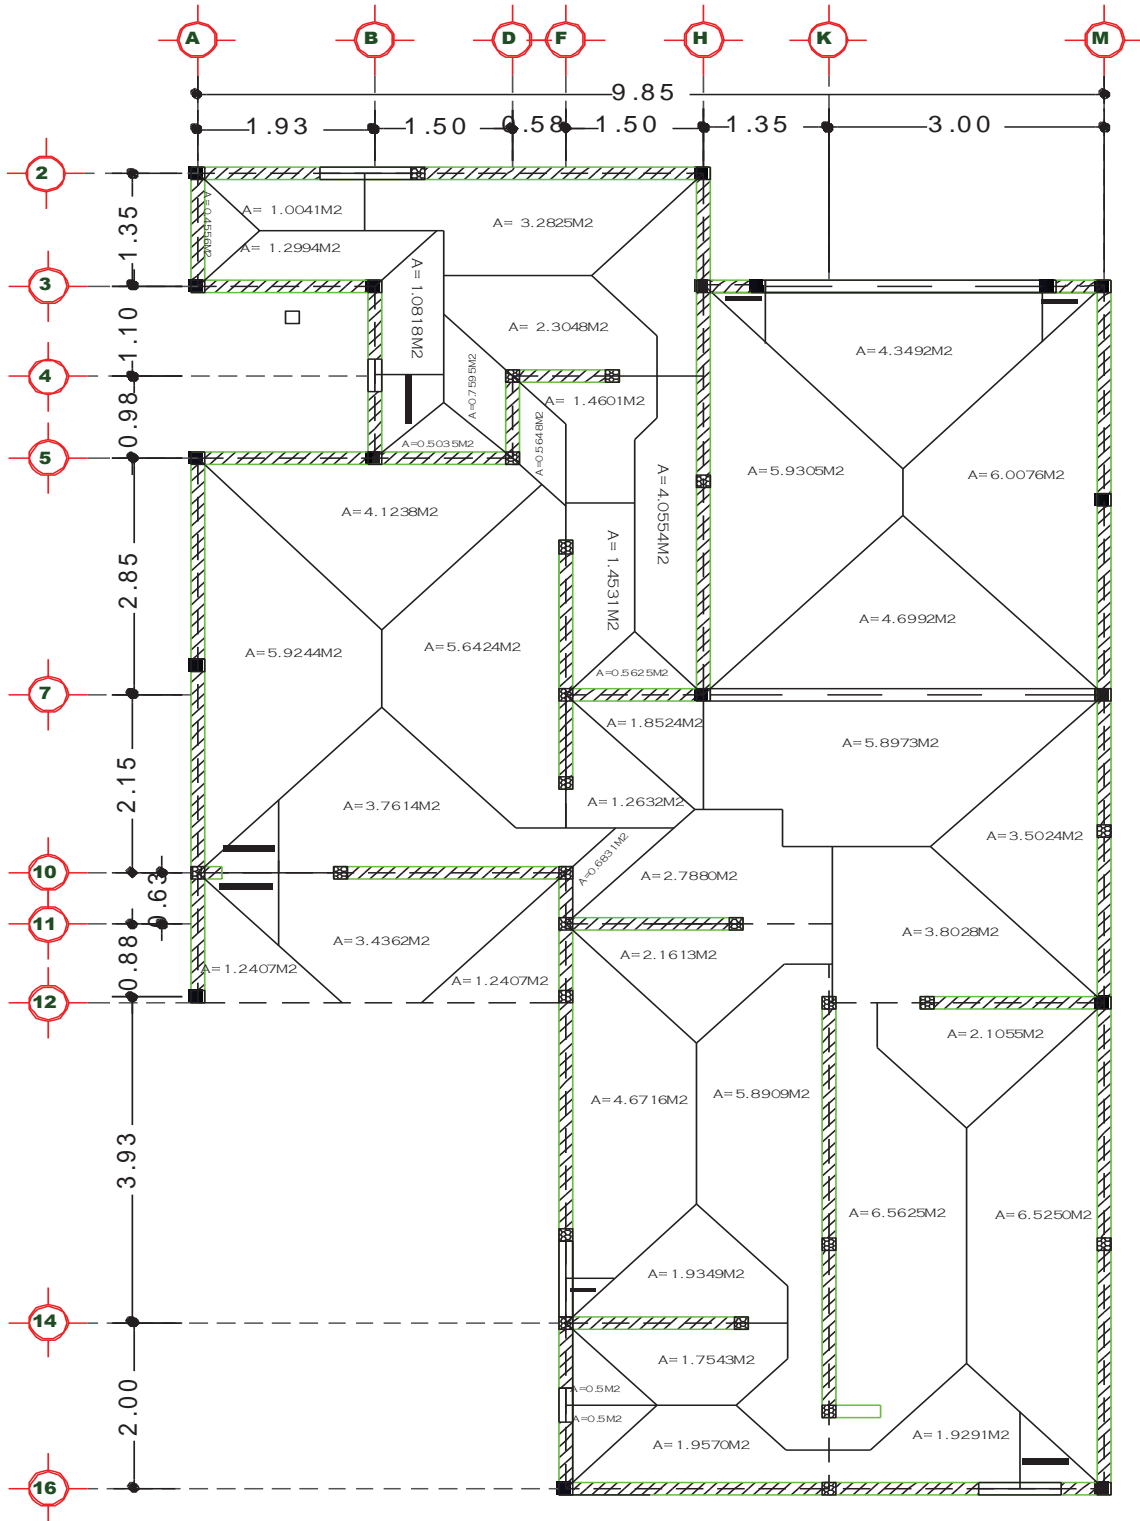 A B D F H K M
9.85
1.93 1.50 0.58 1.50 1.35 3.00
2
1.35
A=0.4556M2
A= 1.0041M2
A= 3.2825M2
A= 1.2994M2
3
A= 1.0818M2
1.10
A= 2.3048M2
A=4.3492M2
A=0.7595M2
4
A= 1.4601M2
0.98
A=0.5648M2
A=0.5035M2
5
A=5.9305M2
A=6.0076M2
A=4.1238M2
A= 4.0554M2
A= 1.4531M2
2.85
A=4.6992M2
A=5.9244M2
A=5.6424M2
A=0.5625M2
7
A=1.8524M2
A=5.8973M2
2.15
A=3.7614M2
A=1.2632M2
A=3.5024M2
A=0.6831M2
10
A=2.7880M2
0.63
11
A=3.4362M2
A=2.1613M2
A=3.8028M2
0.88
A=1.2407M2
A=1.2407M2
12
A=2.1055M2
A=4.6716M2
A=5.8909M2
3.93
A=6.5625M2
A=6.5250M2
A=1.9349M2
14
A=1.7543M2
A=0.5M2
2.00
A=0.5M2
A=1.9570M2
A=1.9291M2
16